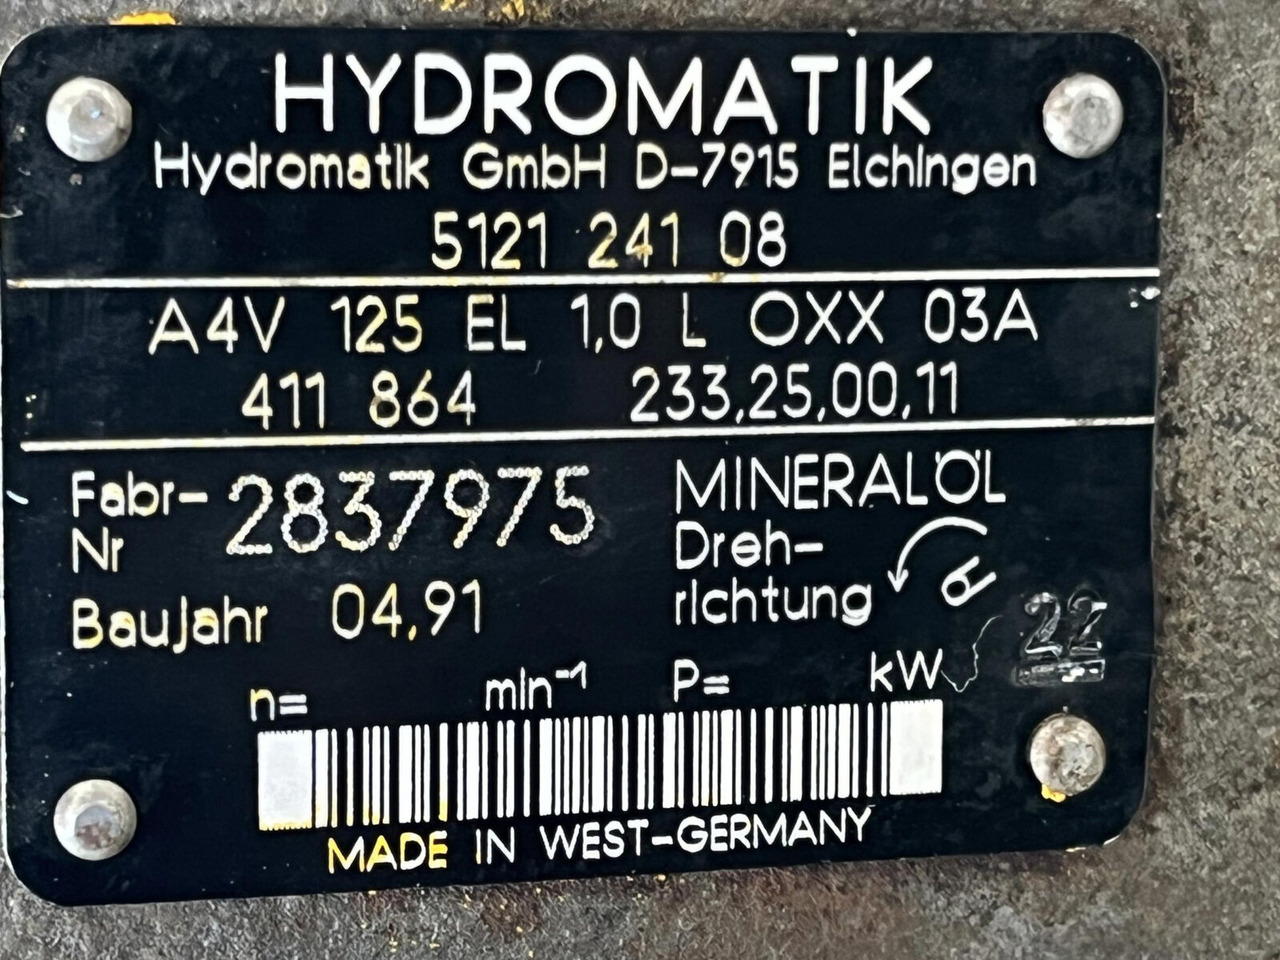 HYDROMATIK
Hydromatik GmbH D-7915 Elchingen
5121 241 08
A4V 125 EL 1,0 L OXX 03A
411 864 233,25,00,11
Fabr-Nr 2837975
MINERALÖL
Dreh-
richtung
Baujahr 04,91
22
n= min-1 P= kW
MADE IN WEST-GERMANY